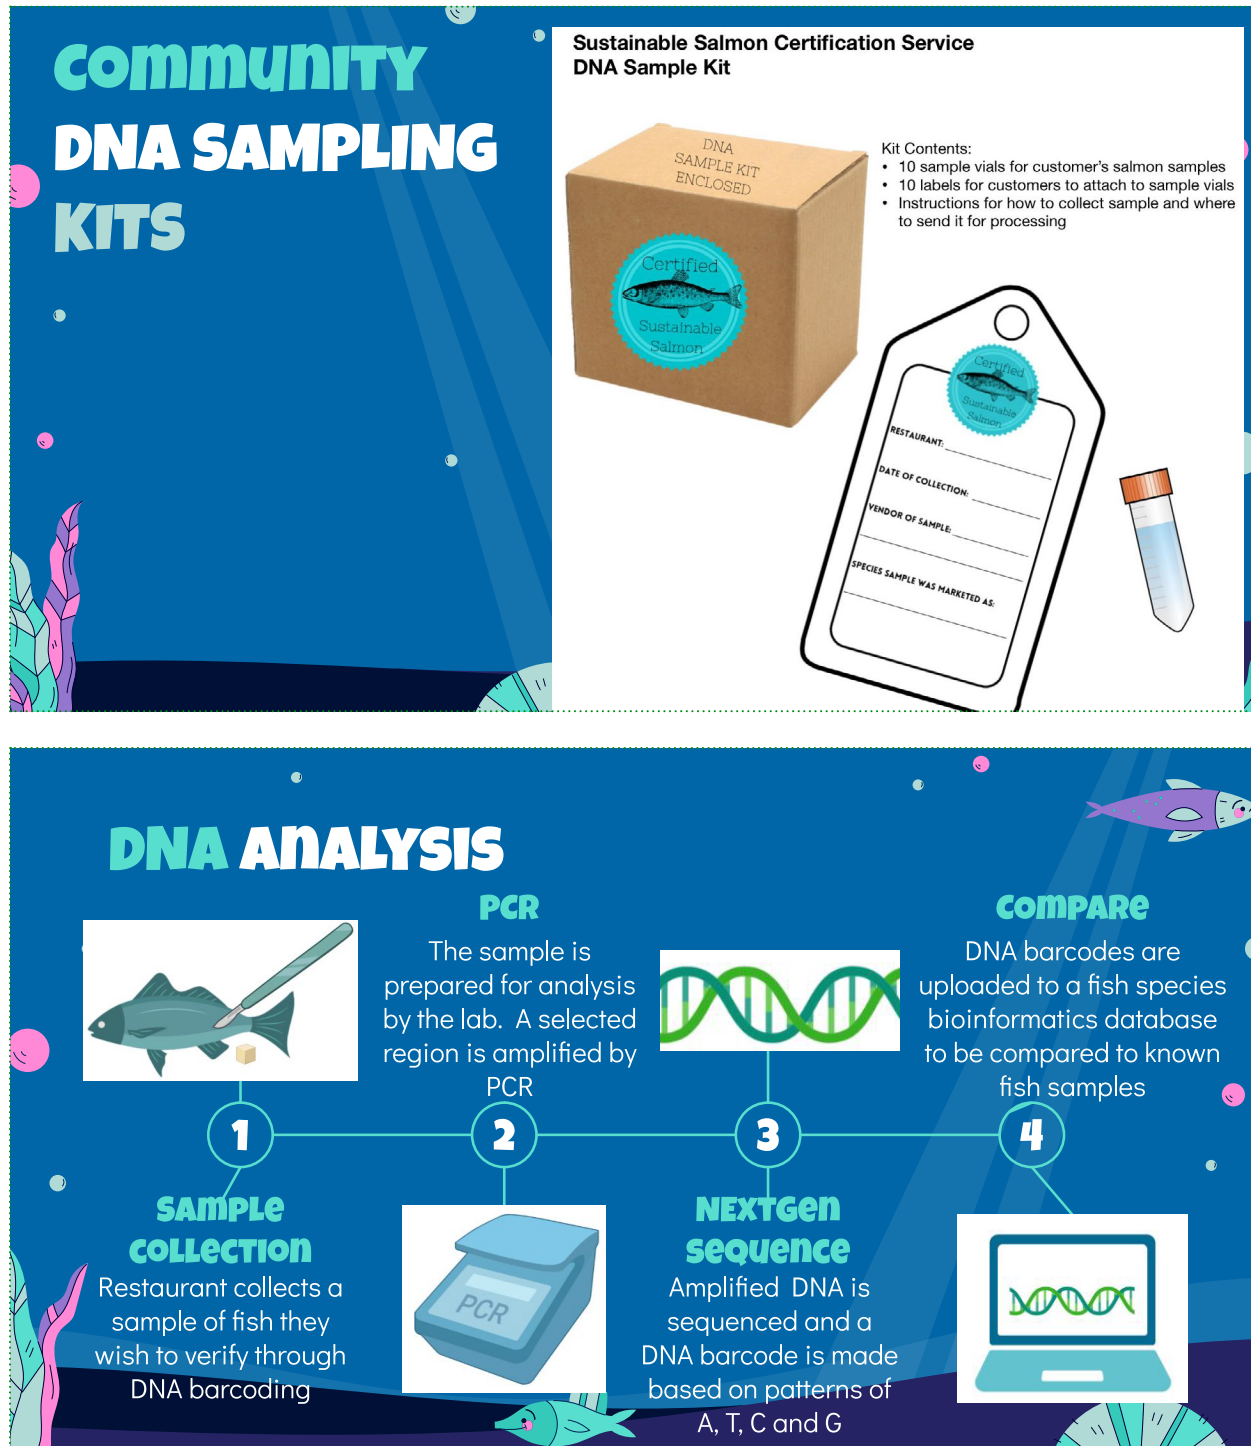 Community
DNA SAMPLING
KITS
Sustainable Salmon Certification Service
DNA Sample Kit
DNA
SAMPLE KIT
ENCLOSED
Certified
Sustainable
Salmon
Kit Contents:
• 10 sample vials for customer's salmon samples
• 10 labels for customers to attach to sample vials
• Instructions for how to collect sample and where
to send it for processing
Certified
Sustainable
Salmon
RESTAURANT:
DATE OF COLLECTION:
VENDOR OF SAMPLE:
SPECIES SAMPLE WAS MARKETED AS:
DNA ANALYSIS
PCR
The sample is
prepared for analysis
by the lab.  A selected
region is amplified by
PCR
COMPARE
DNA barcodes are
uploaded to a fish species
bioinformatics database
to be compared to known
fish samples
1
2
3
4
SAMPLE
COLLECTION
Restaurant collects a
sample of fish they
wish to verify through
DNA barcoding
PCR
NEXTGEN
SEQUENCE
Amplified  DNA is
sequenced and a
DNA barcode is made
based on patterns of
A, T, C and G